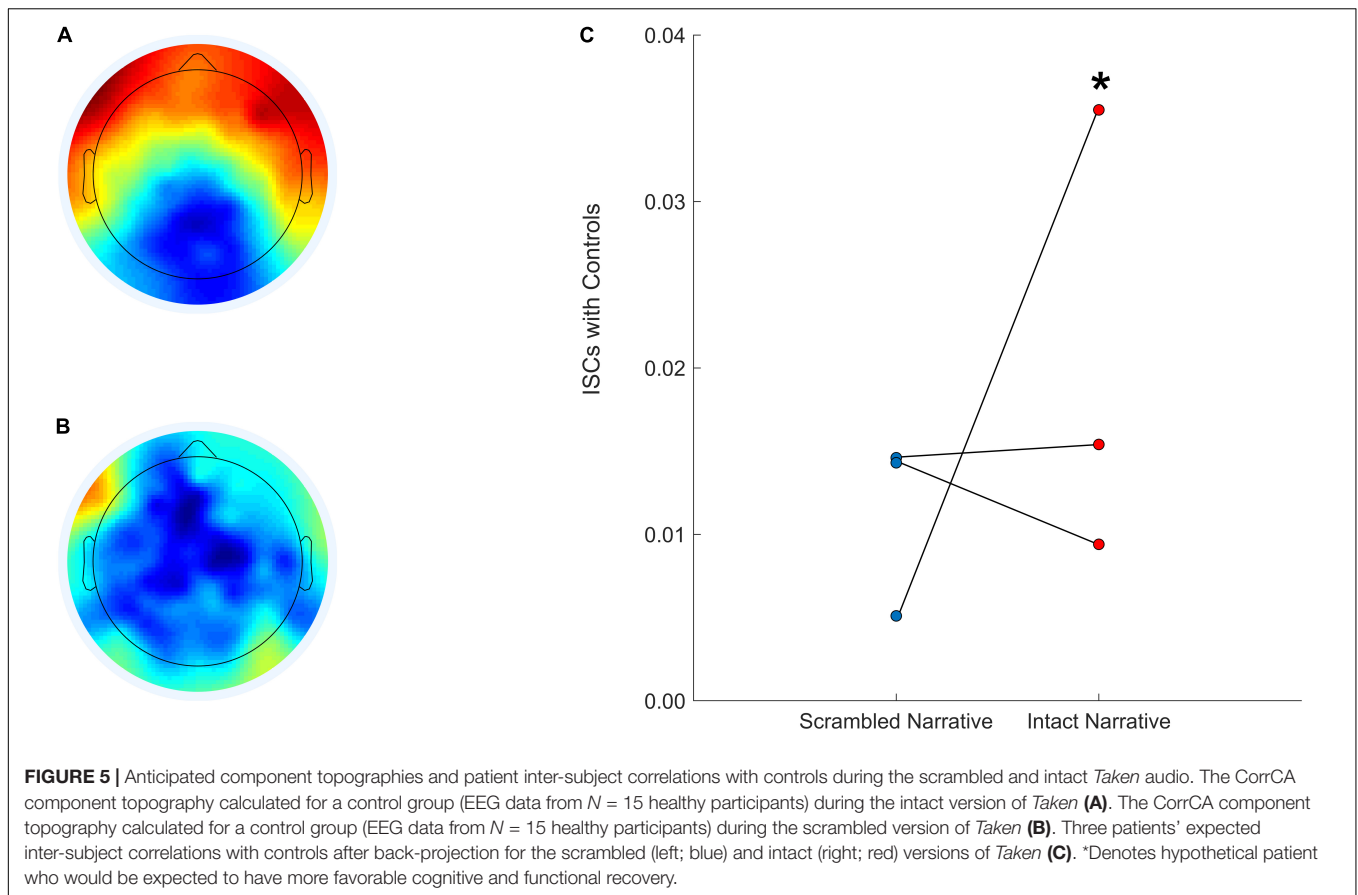 A
C
0.04
*
0.03
ISCs with Controls
0.02
B
0.01
0.00
Scrambled Narrative Intact Narrative
FIGURE 5 | Anticipated component topographies and patient inter-subject correlations with controls during the scrambled and intact Taken audio. The CorrCA
component topography calculated for a control group (EEG data from N = 15 healthy participants) during the intact version of Taken (A). The CorrCA component
topography calculated for a control group (EEG data from N = 15 healthy participants) during the scrambled version of Taken (B). Three patients' expected
inter-subject correlations with controls after back-projection for the scrambled (left; blue) and intact (right; red) versions of Taken (C). *Denotes hypothetical patient
who would be expected to have more favorable cognitive and functional recovery.